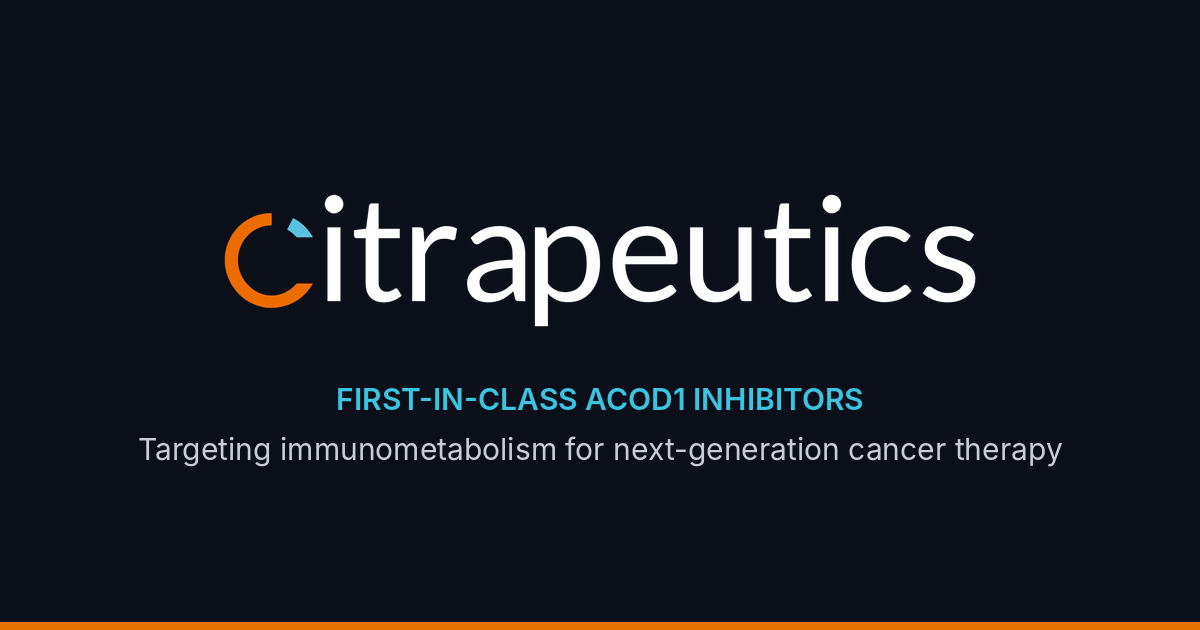 citrapeutics
FIRST-IN-CLASS ACOD1 INHIBITORS
Targeting immunometabolism for next-generation cancer therapy